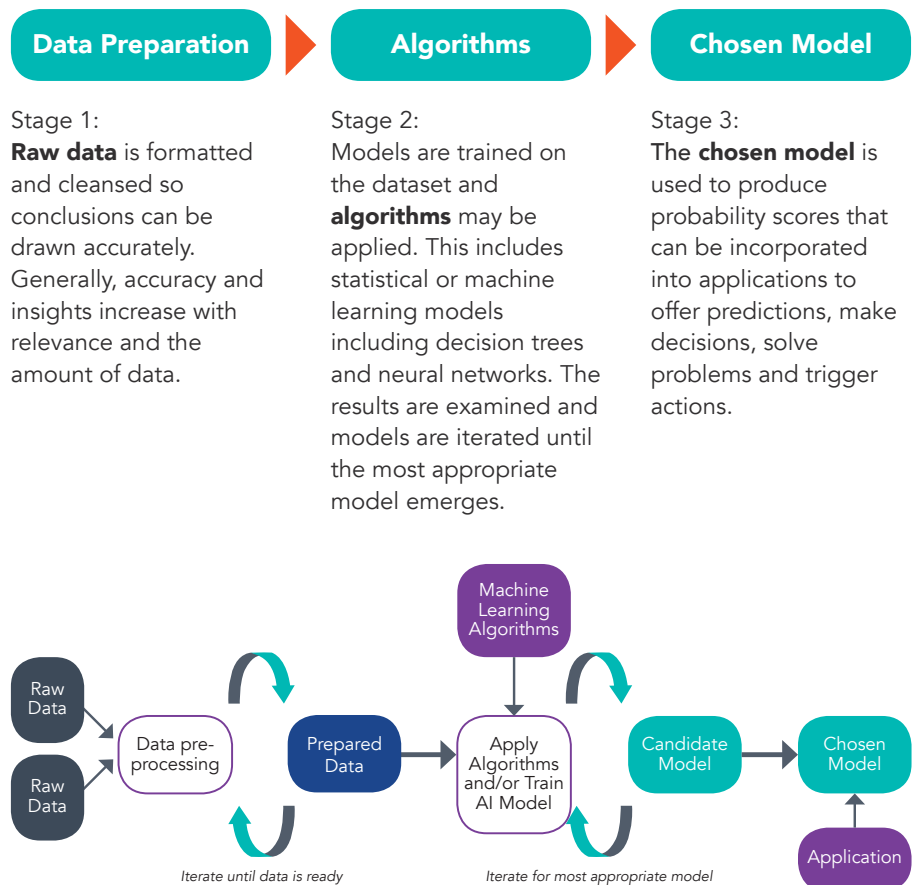 Data Preparation
Algorithms
Chosen Model
Stage 1:
Raw data is formatted
and cleansed so
conclusions can be
drawn accurately.
Generally, accuracy and
insights increase with
relevance and the
amount of data.
Stage 2:
Models are trained on
the dataset and
algorithms may be
applied. This includes
statistical or machine
learning models
including decision trees
and neural networks. The
results are examined and
models are iterated until
the most appropriate
model emerges.
Stage 3:
The chosen model is
used to produce
probability scores that
can be incorporated
into applications to
offer predictions, make
decisions, solve
problems and trigger
actions.
Raw
Data
Raw
Data
Data pre-
processing
Prepared
Data
Machine
Learning
Algorithms
Apply
Algorithms
and/or Train
AI Model
Candidate
Model
Chosen
Model
Application
Iterate until data is ready
Iterate for most appropriate model